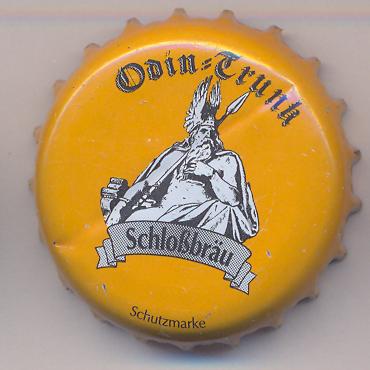 Odin=Trunk
Schloßbräu
Schutzmarke